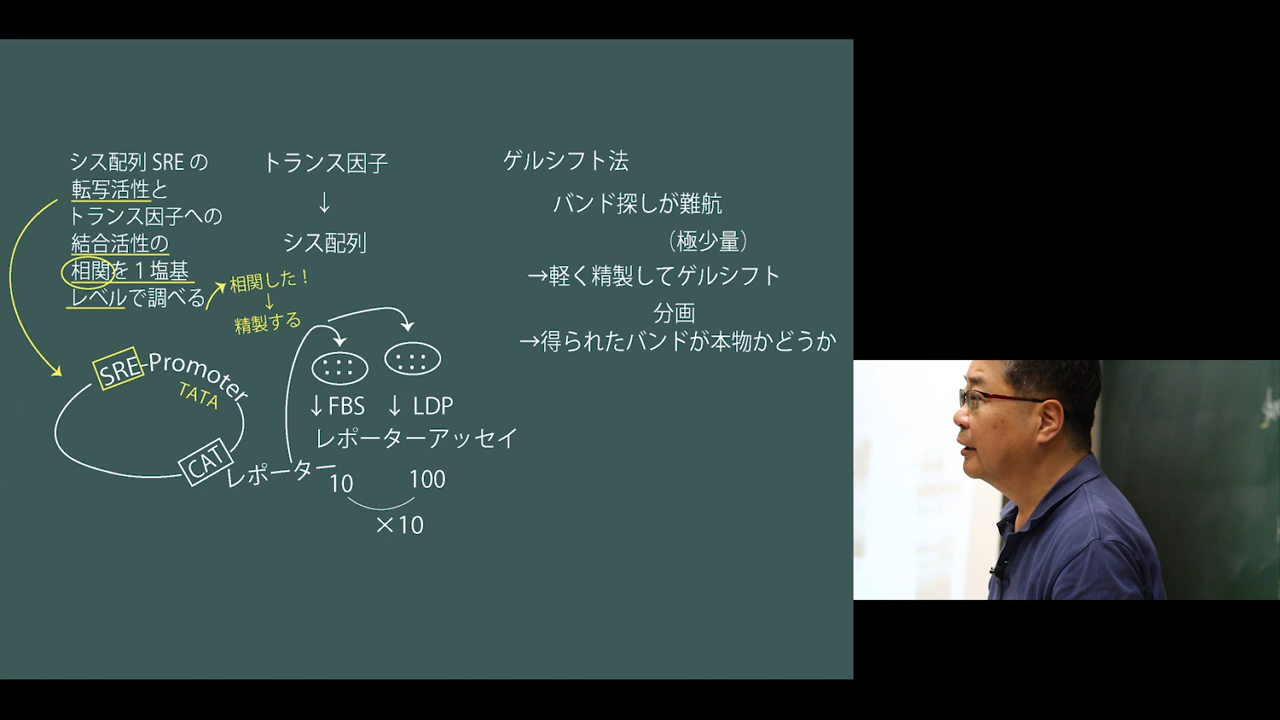 シス配列 SRE の
転写活性と
トランス因子への
結合活性の
相関を１塩基
レベルで調べる
相関した！
↓
精製する
トランス因子
↓
シス配列
SRE-Promoter
TATA
CAT
レポーター
↓FBS ↓ LDP
レポーターアッセイ
10 100
×10
ゲルシフト法
バンド探しが難航
（極少量）
→軽く精製してゲルシフト
分画
→得られたバンドが本物かどうか